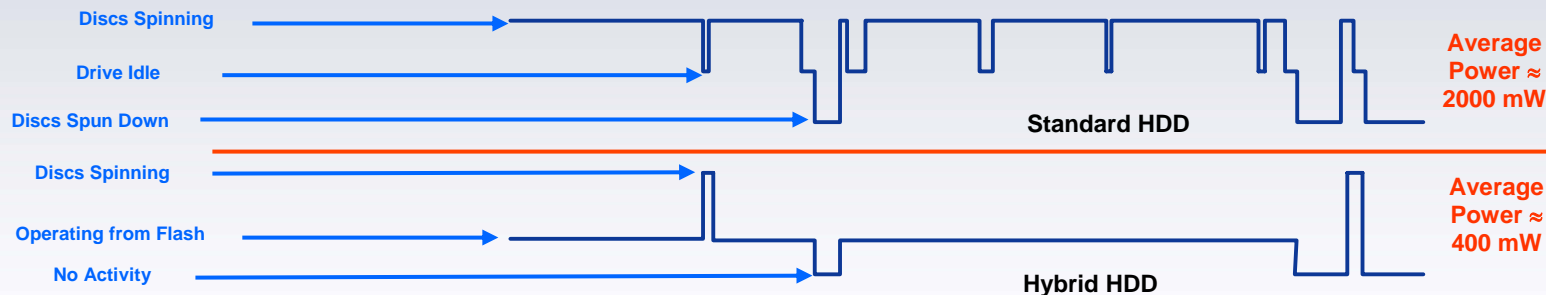 Discs Spinning
Drive Idle
Discs Spun Down
Standard HDD
Average
Power ≈
2000 mW
Discs Spinning
Operating from Flash
No Activity
Hybrid HDD
Average
Power ≈
400 mW